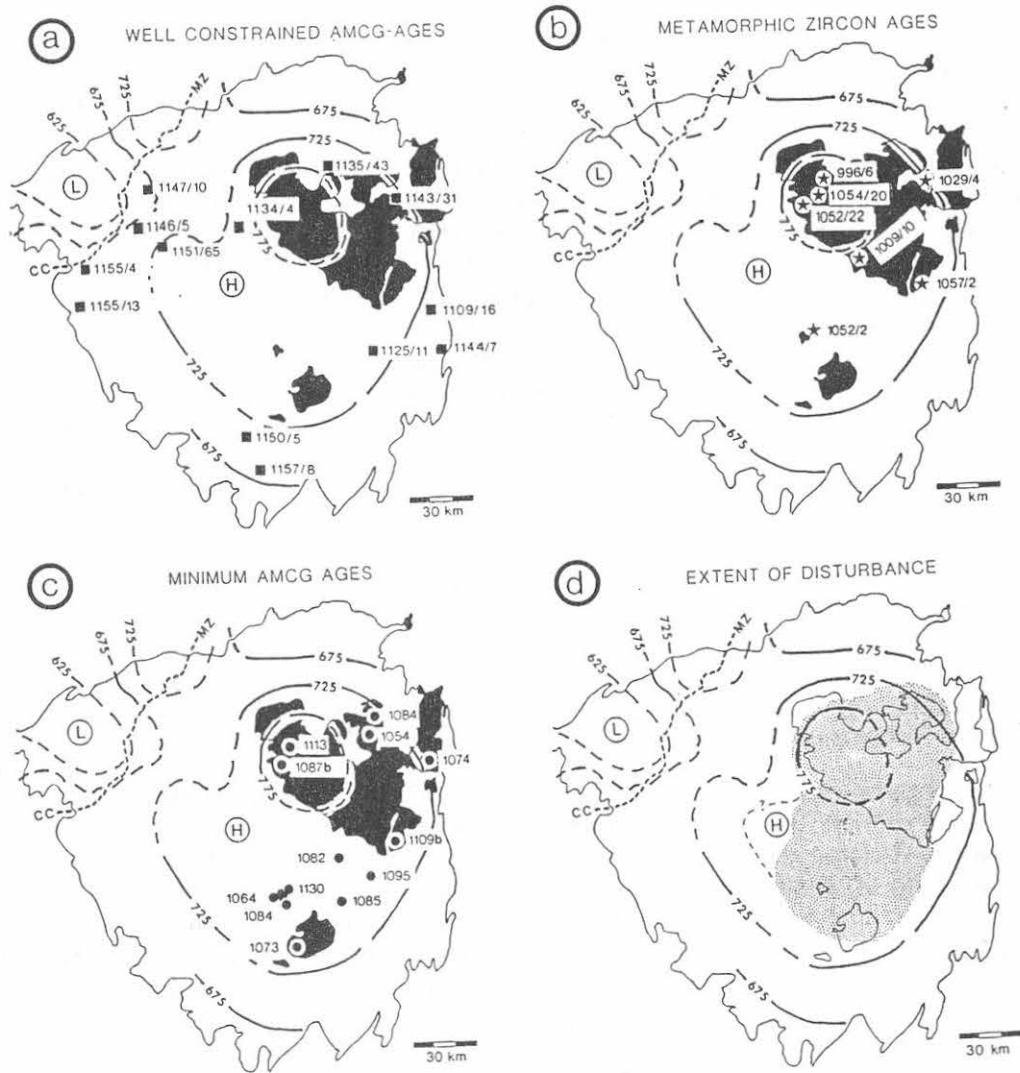 a WELL CONSTRAINED AMCG-AGES
625
675
725
MZ
675
725
L
1135/43
1147/10
1143/31
1134/4
1146/5
775
1151/65
CC
1155/4
H
1155/13
1109/16
1125/11
1144/7
725
1150/5
675
1157/8
30 km
b METAMORPHIC ZIRCON AGES
625
675
725
MZ
675
725
L
996/6
1029/4
1054/20
1052/22
775
1009/10
CC
H
1057/2
1052/2
725
675
30 km
c MINIMUM AMCG AGES
625
675
725
MZ
675
725
L
1084
1054
1113
1074
1087b
775
CC
H
1109b
1082
1095
1130
1064
1085
1084
725
1073
675
30 km
d EXTENT OF DISTURBANCE
625
675
725
MZ
675
725
L
775
CC
?
H
725
675
30 km